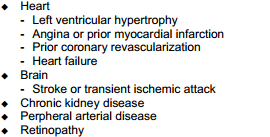 ◆ Heart
- Left ventricular hypertrophy
- Angina or prior myocardial infarction
- Prior coronary revascularization
- Heart failure
◆ Brain
- Stroke or transient ischemic attack
◆ Chronic kidney disease
◆ Perpheral arterial disease
◆ Retinopathy